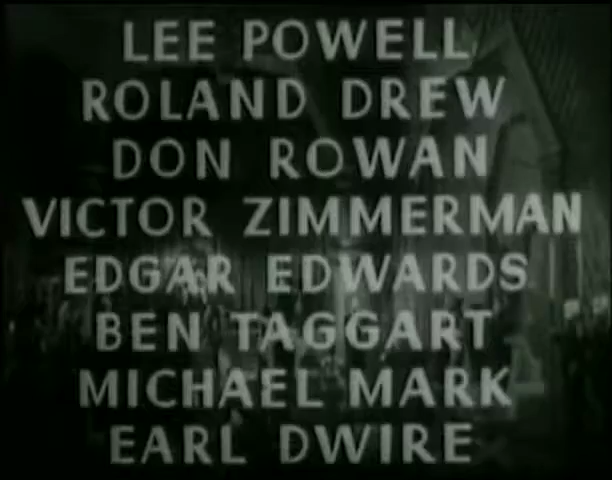 LEE POWELL
ROLAND DREW
DON ROWAN
VICTOR ZIMMERMAN
EDGAR EDWARDS
BEN TAGGART
MICHAEL MARK
EARL DWIRE